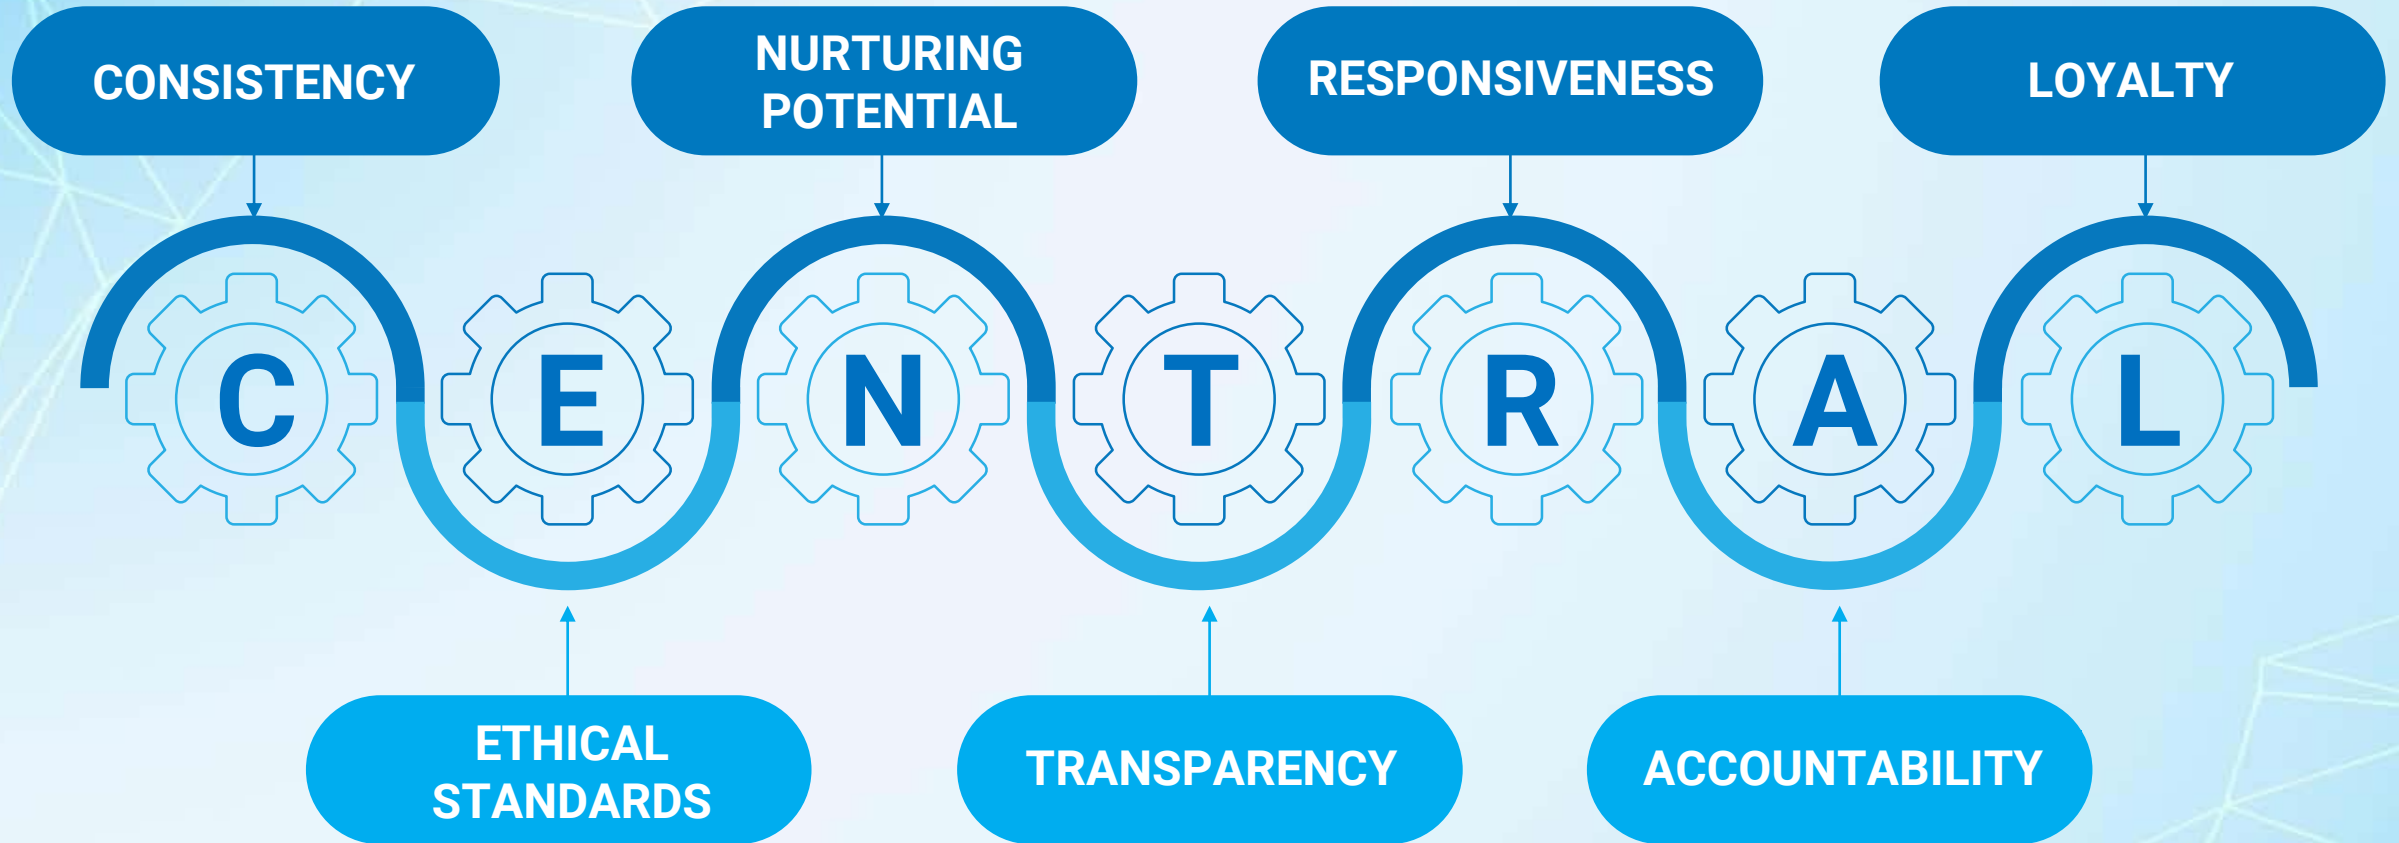 CONSISTENCY
NURTURING
POTENTIAL
RESPONSIVENESS
LOYALTY
C E N T R A L
ETHICAL
STANDARDS
TRANSPARENCY
ACCOUNTABILITY